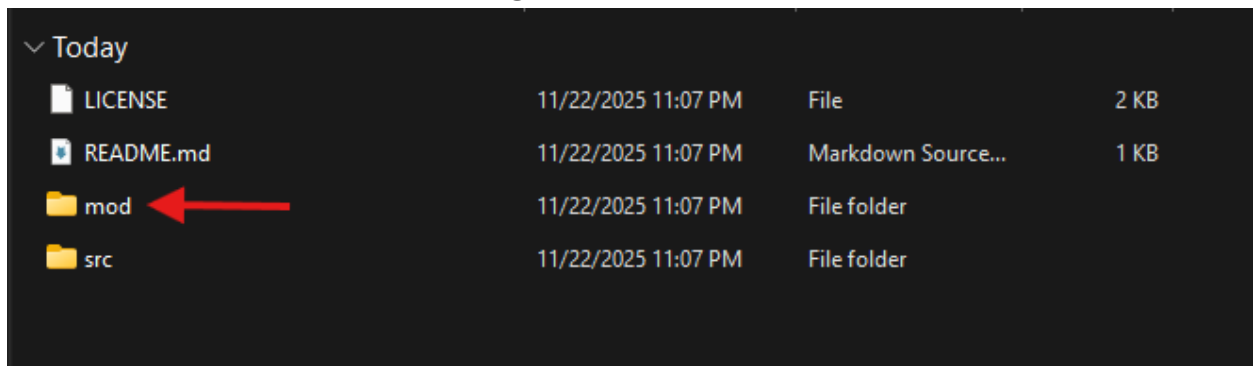 Today
LICENSE 11/22/2025 11:07 PM File 2 KB
README.md 11/22/2025 11:07 PM Markdown Source... 1 KB
mod 11/22/2025 11:07 PM File folder
src 11/22/2025 11:07 PM File folder